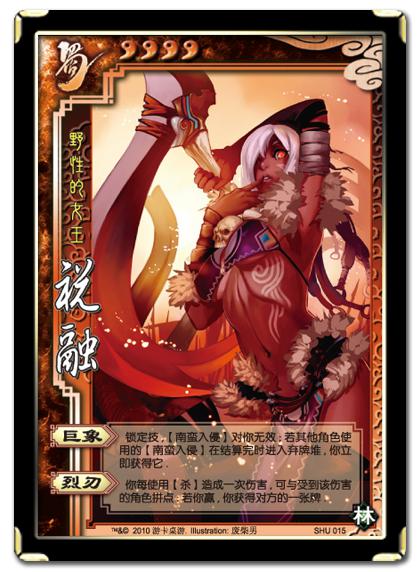 蜀
野性的女王
祝融
巨象
锁定技,【南蛮入侵】对你无效;若其他角色使
用的【南蛮入侵】在结算完时进入弃牌堆,你立
即获得它.
烈刃
你每使用【杀】造成一次伤害,可与受到该伤害
的角色拼点:若你赢,你获得对方的一张牌.
林
™&© 2010 游卡桌游. Illustration: 废柴男
SHU 015